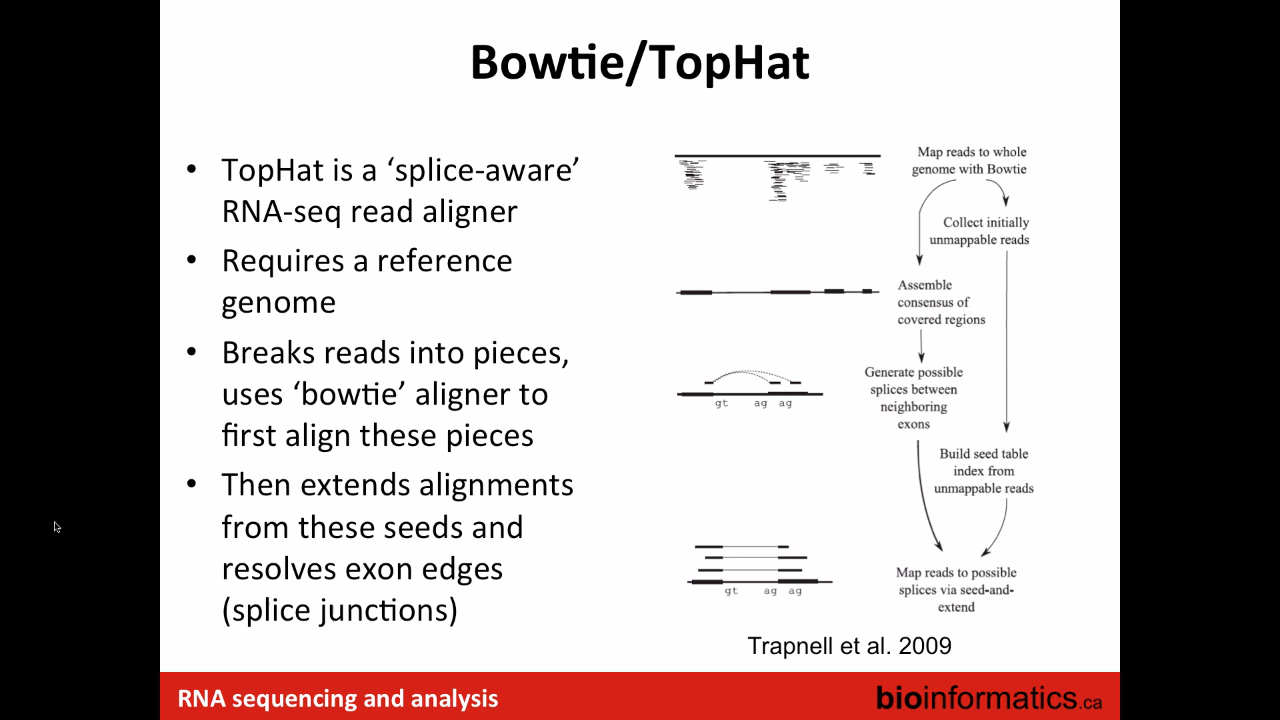 Bowtie/TopHat
• TopHat is a ‘splice-aware’
RNA-seq read aligner
• Requires a reference
genome
• Breaks reads into pieces,
uses ‘bowtie’ aligner to
first align these pieces
• Then extends alignments
from these seeds and
resolves exon edges
(splice junctions)
Map reads to whole
genome with Bowtie
Collect initially
unmappable reads
Assemble
consensus of
covered regions
Generate possible
splices between
neighboring
exons
gt ag ag
Build seed table
index from
unmappable reads
Map reads to possible
splices via seed-and-
extend
gt ag ag
Trapnell et al. 2009
RNA sequencing and analysis
bioinformatics.ca